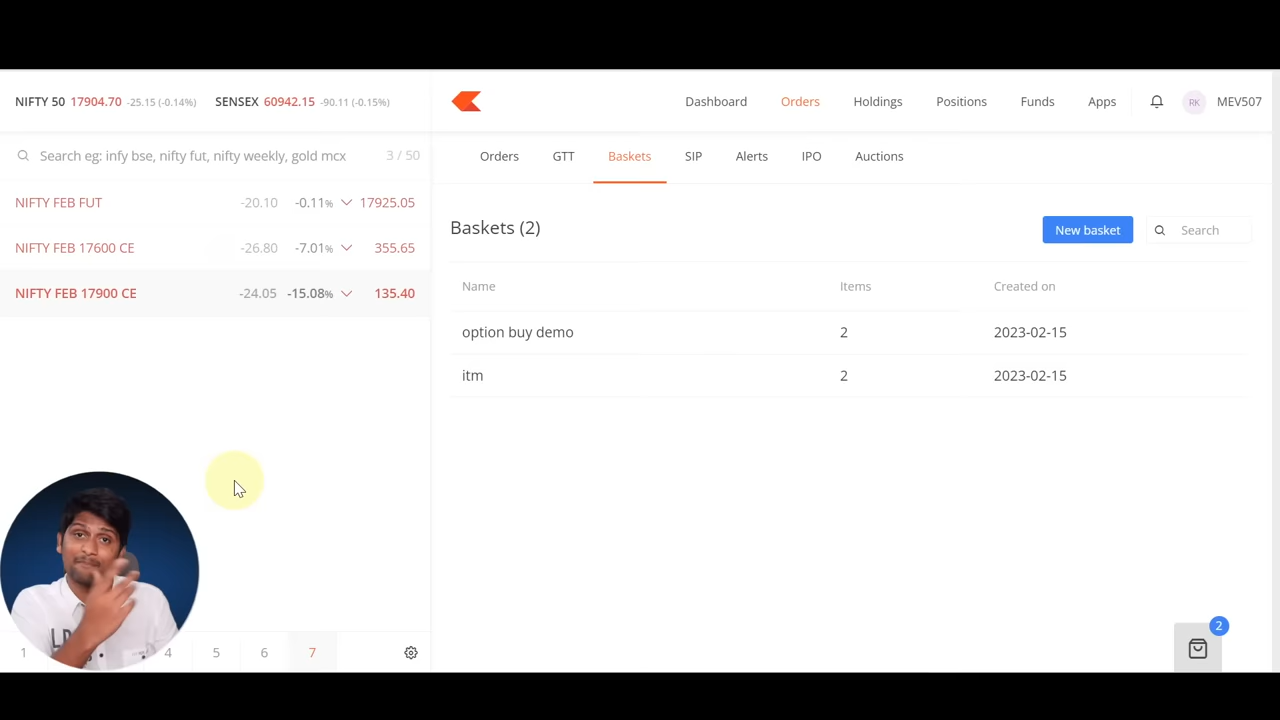 NIFTY 50 17904.70 -25.15 (-0.14%) SENSEX 60942.15 -90.11 (-0.15%)
Dashboard Orders Holdings Positions Funds Apps RK MEV507
Search eg: infy bse, nifty fut, nifty weekly, gold mcx 3 / 50
Orders GTT Baskets SIP Alerts IPO Auctions
NIFTY FEB FUT -20.10 -0.11% 17925.05
NIFTY FEB 17600 CE -26.80 -7.01% 355.65
NIFTY FEB 17900 CE -24.05 -15.08% 135.40
Baskets (2) New basket Search
Name Items Created on
option buy demo 2 2023-02-15
itm 2 2023-02-15
1 4 5 6 7
2